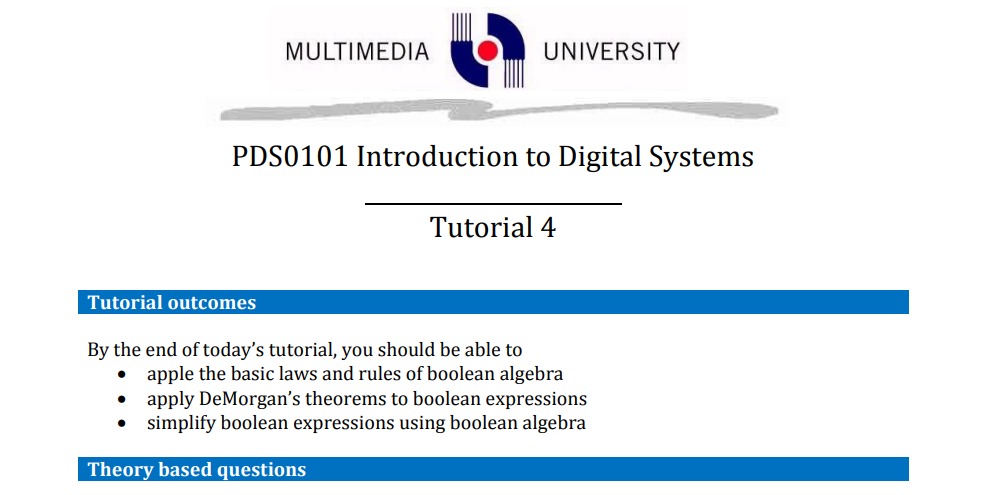 MULTIMEDIA UNIVERSITY
PDS0101 Introduction to Digital Systems
Tutorial 4
Tutorial outcomes
By the end of today’s tutorial, you should be able to
• apple the basic laws and rules of boolean algebra
• apply DeMorgan’s theorems to boolean expressions
• simplify boolean expressions using boolean algebra
Theory based questions